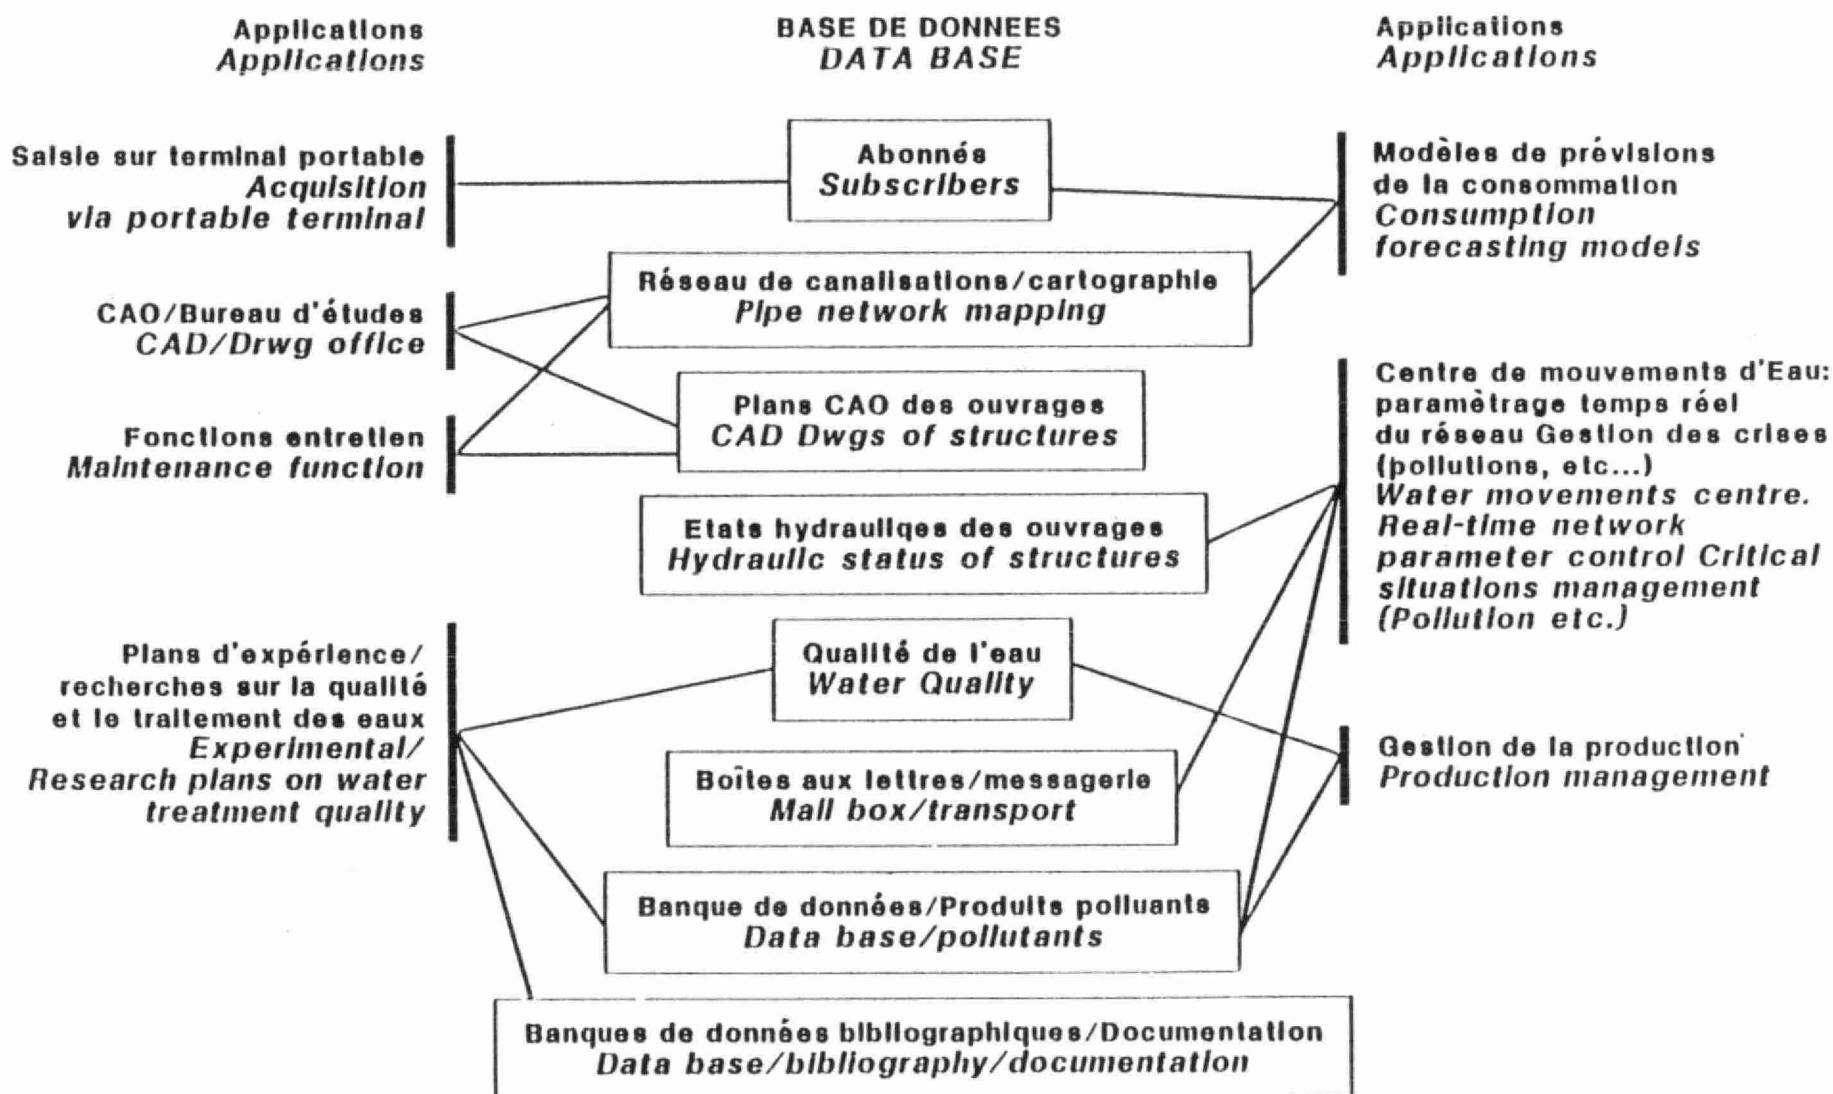 Applications
Applications
BASE DE DONNEES
DATA BASE
Applications
Applications
Saisie sur terminal portable
Acquisition
via portable terminal
CAO/Bureau d'études
CAD/Drwg office
Fonctions entretien
Maintenance function
Plans d'expérience/
recherches sur la qualité
et le traitement des eaux
Experimental/
Research plans on water
treatment quality
Abonnés
Subscribers
Réseau de canalisations/cartographie
Pipe network mapping
Plans CAO des ouvrages
CAD Dwgs of structures
Etats hydrauliqes des ouvrages
Hydraulic status of structures
Qualité de l'eau
Water Quality
Boîtes aux lettres/messagerie
Mail box/transport
Banque de données/Produits polluants
Data base/pollutants
Banques de données bibliographiques/Documentation
Data base/bibliography/documentation
Modèles de prévisions
de la consommation
Consumption
forecasting models
Centre de mouvements d'Eau:
paramètrage temps réel
du réseau Gestion des crises
(pollutions, etc...)
Water movements centre.
Real-time network
parameter control Critical
situations management
(Pollution etc.)
Gestion de la production
Production management